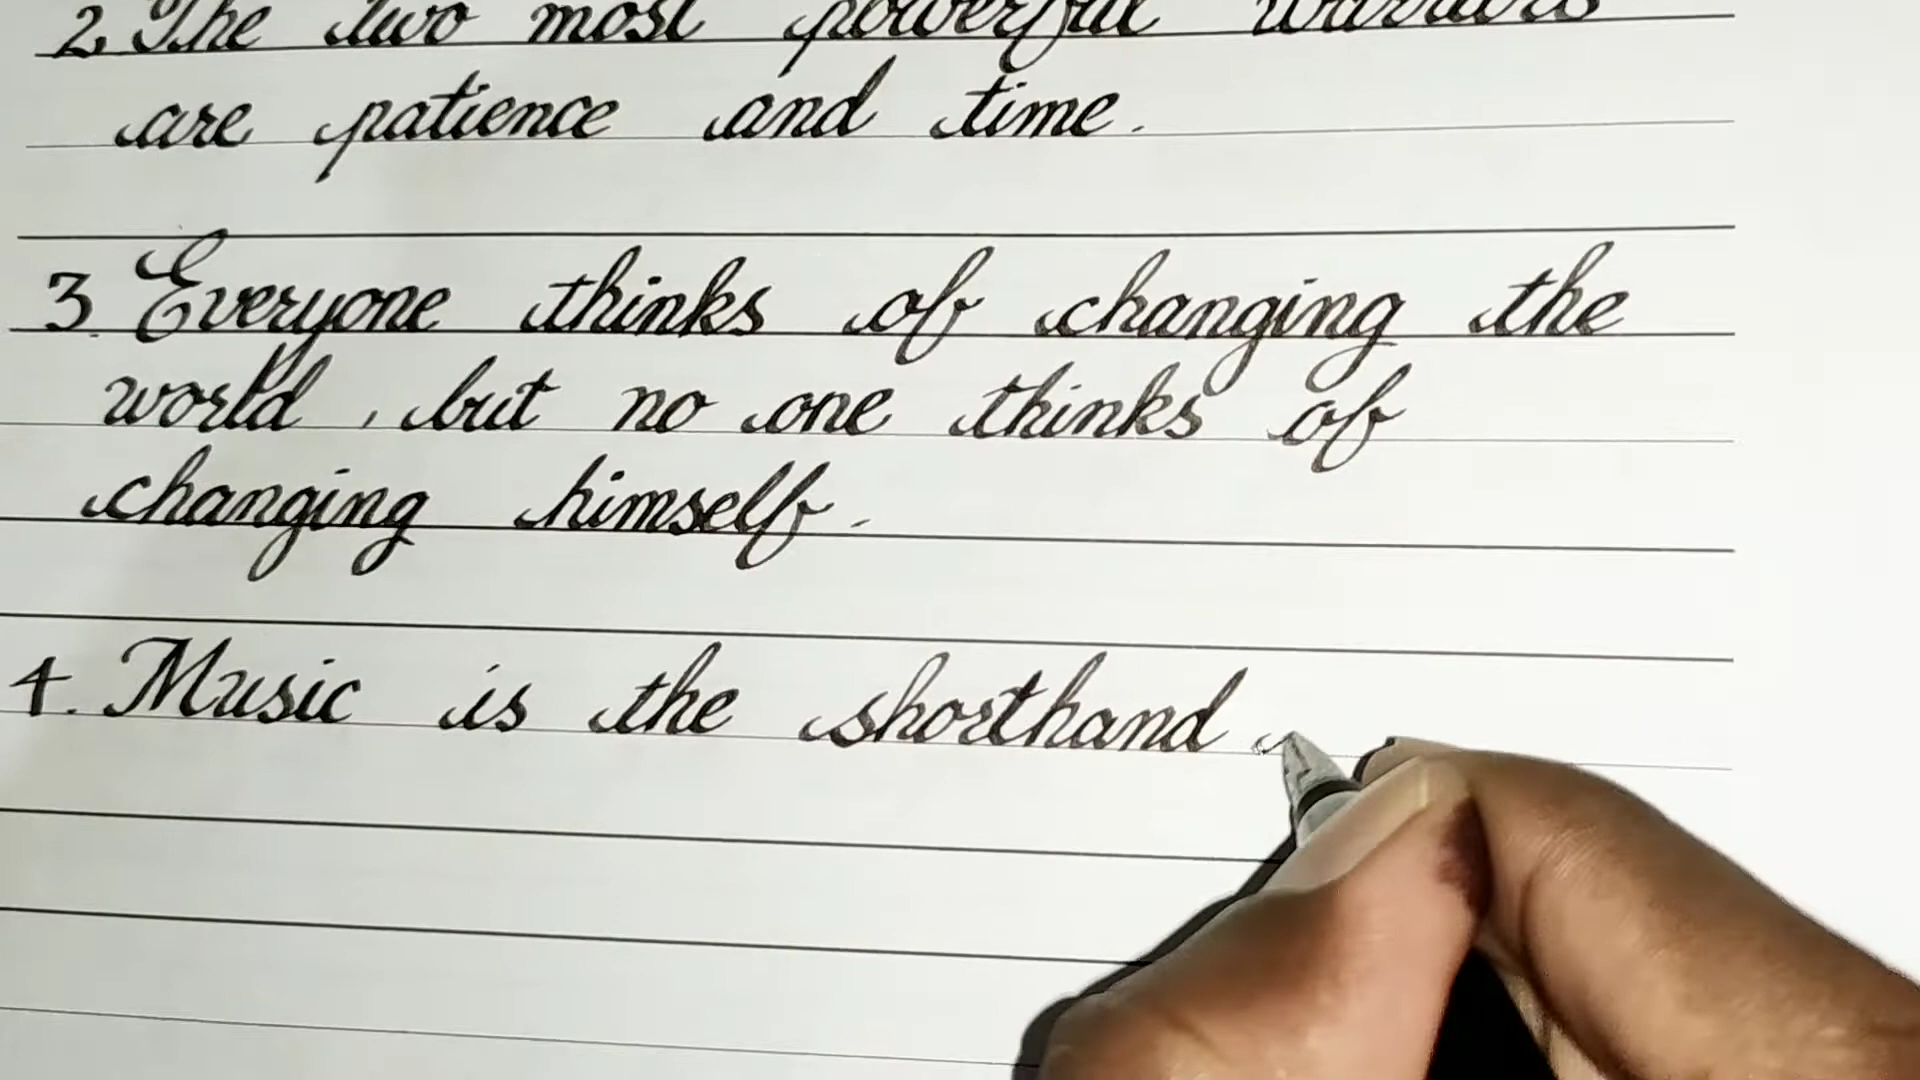 2. The two most powerful warriors
are patience and time.
3. Everyone thinks of changing the
world, but no one thinks of
changing himself.
4. Music is the shorthand